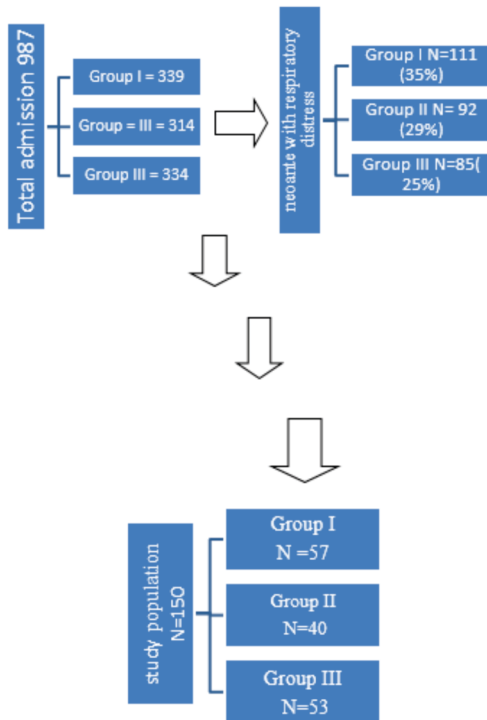 Total admission 987
Group I = 339
Group = III = 314
Group III = 334
neoante with respiratory
distress
Group I N=111
(35%)
Group II N= 92
(29%)
Group III N=85(
25%)
study population
N=150
Group I
N =57
Group II
N=40
Group III
N=53